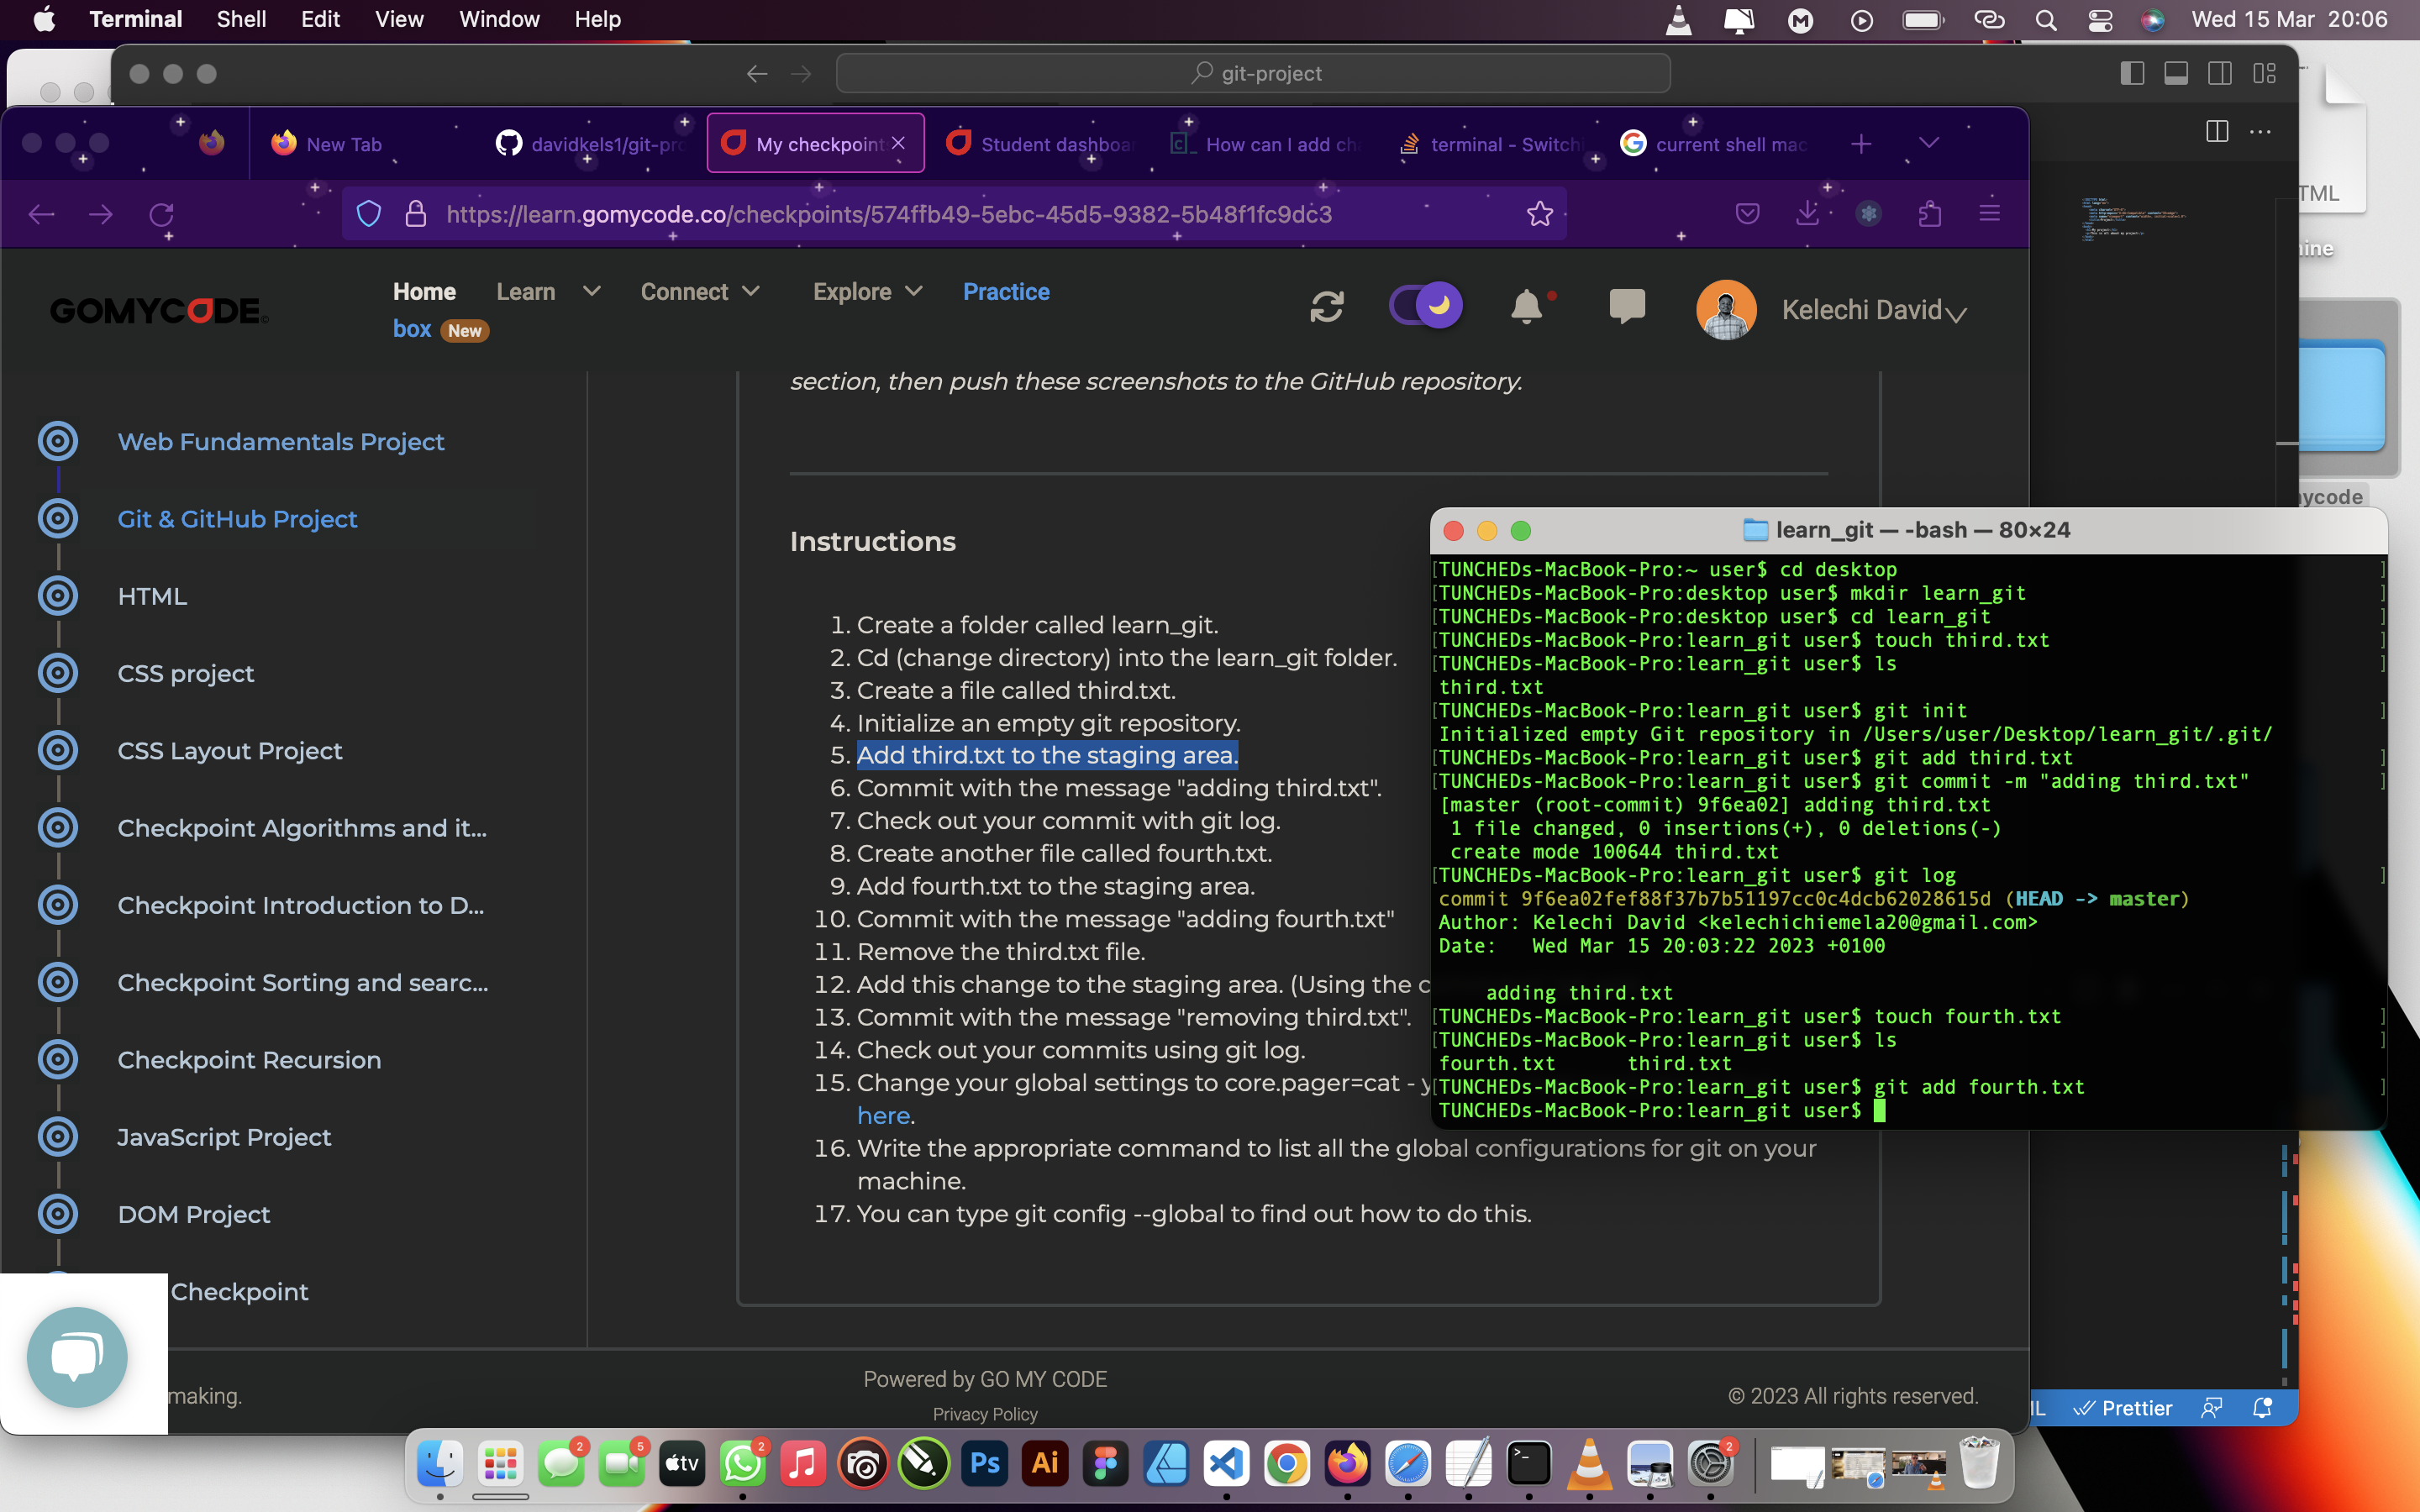 Terminal Shell Edit View Window Help
Wed 15 Mar 20:06
git-project
New Tab
davidkels1/git-pro
My checkpoint
Student dashboa
How can I add ch
terminal - Switchi
current shell mac
https://learn.gomycode.co/checkpoints/574ffb49-5ebc-45d5-9382-5b48f1fc9dc3
TML
GOMYCODE
Home Learn Connect Explore Practice
box New
Kelechi David
section, then push these screenshots to the GitHub repository.
Web Fundamentals Project
Git & GitHub Project
HTML
CSS project
CSS Layout Project
Checkpoint Algorithms and it...
Checkpoint Introduction to D...
Checkpoint Sorting and searc...
Checkpoint Recursion
JavaScript Project
DOM Project
Checkpoint
Instructions
1. Create a folder called learn_git.
2. Cd (change directory) into the learn_git folder.
3. Create a file called third.txt.
4. Initialize an empty git repository.
5. Add third.txt to the staging area.
6. Commit with the message "adding third.txt".
7. Check out your commit with git log.
8. Create another file called fourth.txt.
9. Add fourth.txt to the staging area.
10. Commit with the message "adding fourth.txt"
11. Remove the third.txt file.
12. Add this change to the staging area. (Using the c
13. Commit with the message "removing third.txt".
14. Check out your commits using git log.
15. Change your global settings to core.pager=cat - y
here.
16. Write the appropriate command to list all the global configurations for git on your
machine.
17. You can type git config --global to find out how to do this.
learn_git — -bash — 80×24
TUNCHEDs-MacBook-Pro:~ user$ cd desktop
TUNCHEDs-MacBook-Pro:desktop user$ mkdir learn_git
TUNCHEDs-MacBook-Pro:desktop user$ cd learn_git
TUNCHEDs-MacBook-Pro:learn_git user$ touch third.txt
TUNCHEDs-MacBook-Pro:learn_git user$ ls
third.txt
TUNCHEDs-MacBook-Pro:learn_git user$ git init
Initialized empty Git repository in /Users/user/Desktop/learn_git/.git/
TUNCHEDs-MacBook-Pro:learn_git user$ git add third.txt
TUNCHEDs-MacBook-Pro:learn_git user$ git commit -m "adding third.txt"
[master (root-commit) 9f6ea02] adding third.txt
1 file changed, 0 insertions(+), 0 deletions(-)
create mode 100644 third.txt
TUNCHEDs-MacBook-Pro:learn_git user$ git log
commit 9f6ea02fef88f37b7b51197cc0c4dcb62028615d (HEAD -> master)
Author: Kelechi David <kelechichiemela20@gmail.com>
Date: Wed Mar 15 20:03:22 2023 +0100
adding third.txt
TUNCHEDs-MacBook-Pro:learn_git user$ touch fourth.txt
TUNCHEDs-MacBook-Pro:learn_git user$ ls
fourth.txt third.txt
TUNCHEDs-MacBook-Pro:learn_git user$ git add fourth.txt
TUNCHEDs-MacBook-Pro:learn_git user$
making.
Powered by GO MY CODE
Privacy Policy
© 2023 All rights reserved.
Prettier
2
5
tv
2
Ps
Ai
2